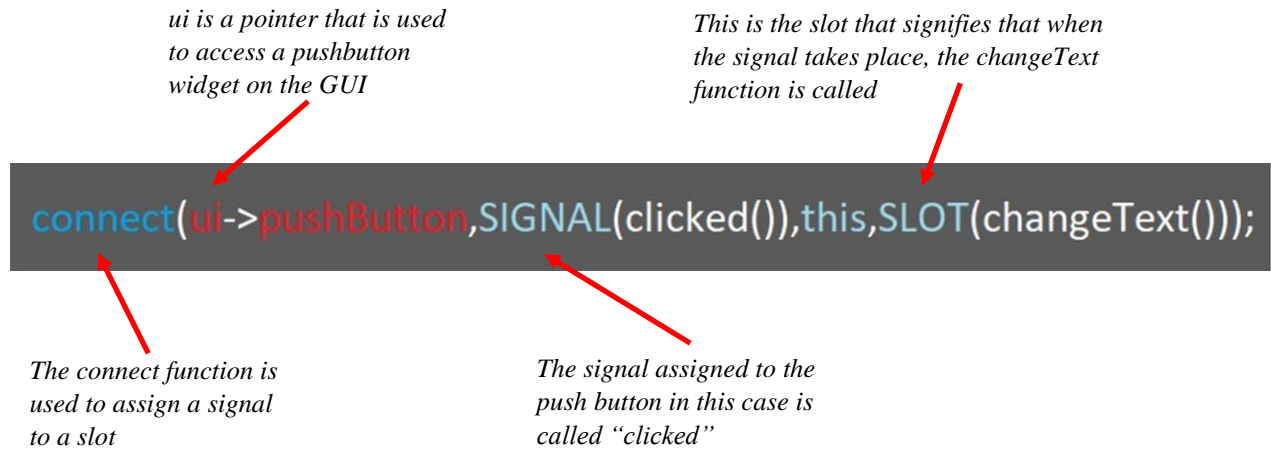 ui is a pointer that is used
to access a pushbutton
widget on the GUI
This is the slot that signifies that when
the signal takes place, the changeText
function is called
connect(ui->pushButton,SIGNAL(clicked()),this,SLOT(changeText()));
The connect function is
used to assign a signal
to a slot
The signal assigned to the
push button in this case is
called “clicked”